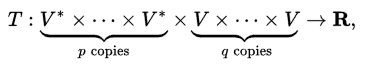 T : V* × ⋯ × V* × V × ⋯ × V → R,
p copies q copies